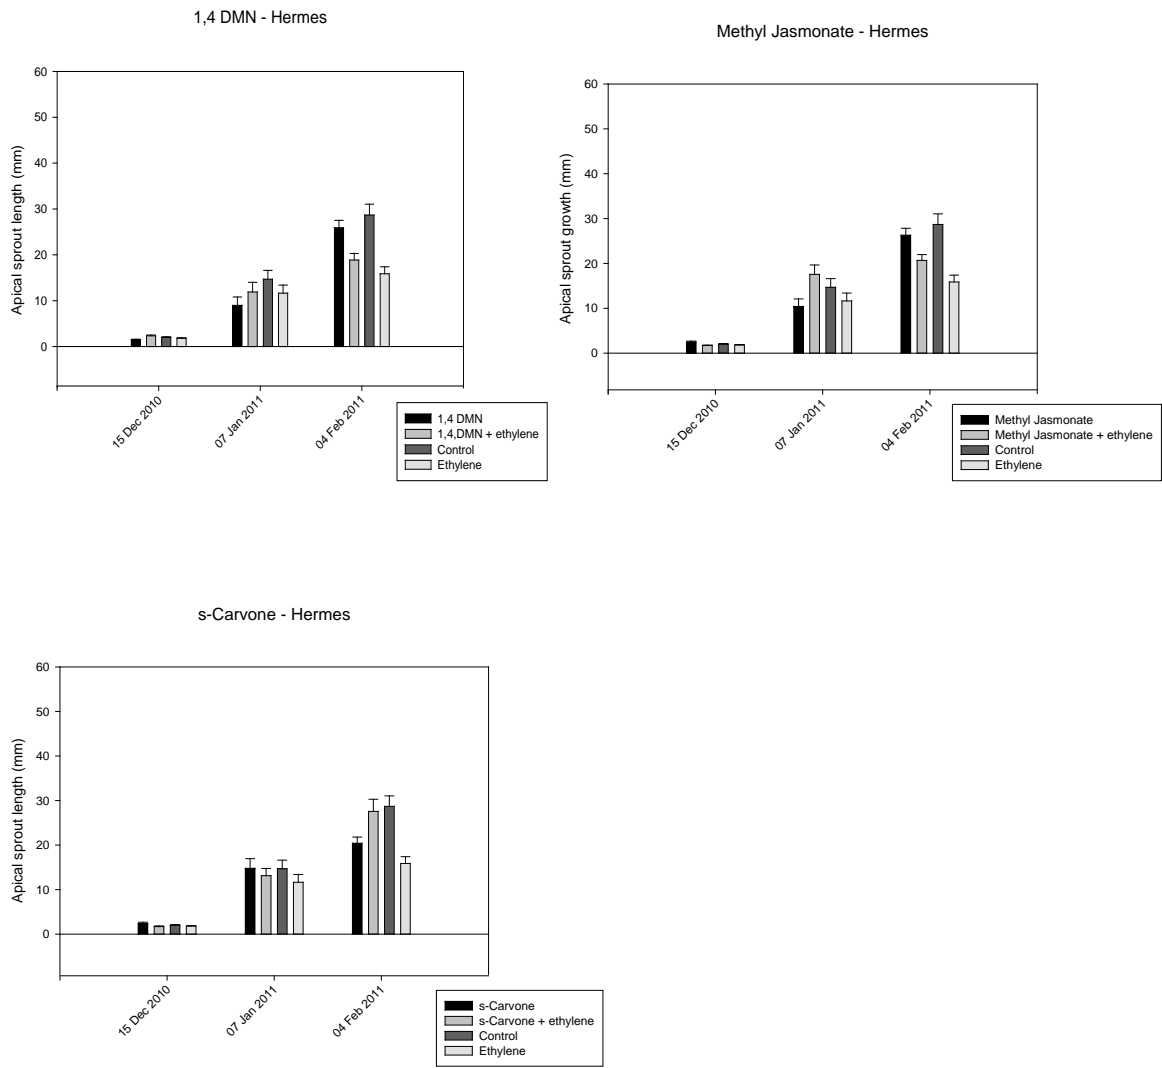 1,4 DMN - Hermes
Apical sprout length (mm)
60
50
40
30
20
10
0
15 Dec 2010
07 Jan 2011
04 Feb 2011
1,4 DMN
1,4,DMN + ethylene
Control
Ethylene
Methyl Jasmonate - Hermes
Apical sprout growth (mm)
60
50
40
30
20
10
0
15 Dec 2010
07 Jan 2011
04 Feb 2011
Methyl Jasmonate
Methyl Jasmonate + ethylene
Control
Ethylene
s-Carvone - Hermes
Apical sprout length (mm)
60
50
40
30
20
10
0
15 Dec 2010
07 Jan 2011
04 Feb 2011
s-Carvone
s-Carvone + ethylene
Control
Ethylene